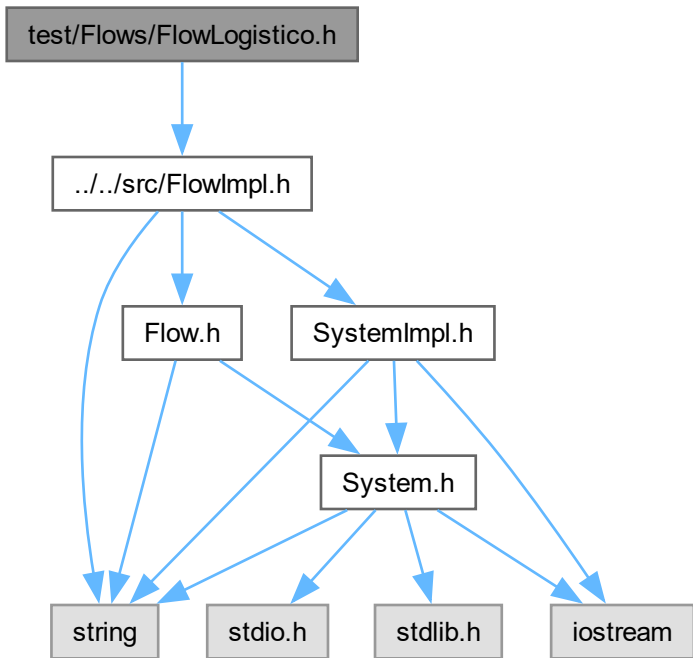 test/Flows/FlowLogistico.h
../../src/FlowImpl.h
Flow.h
SystemImpl.h
System.h
string
stdio.h
stdlib.h
iostream